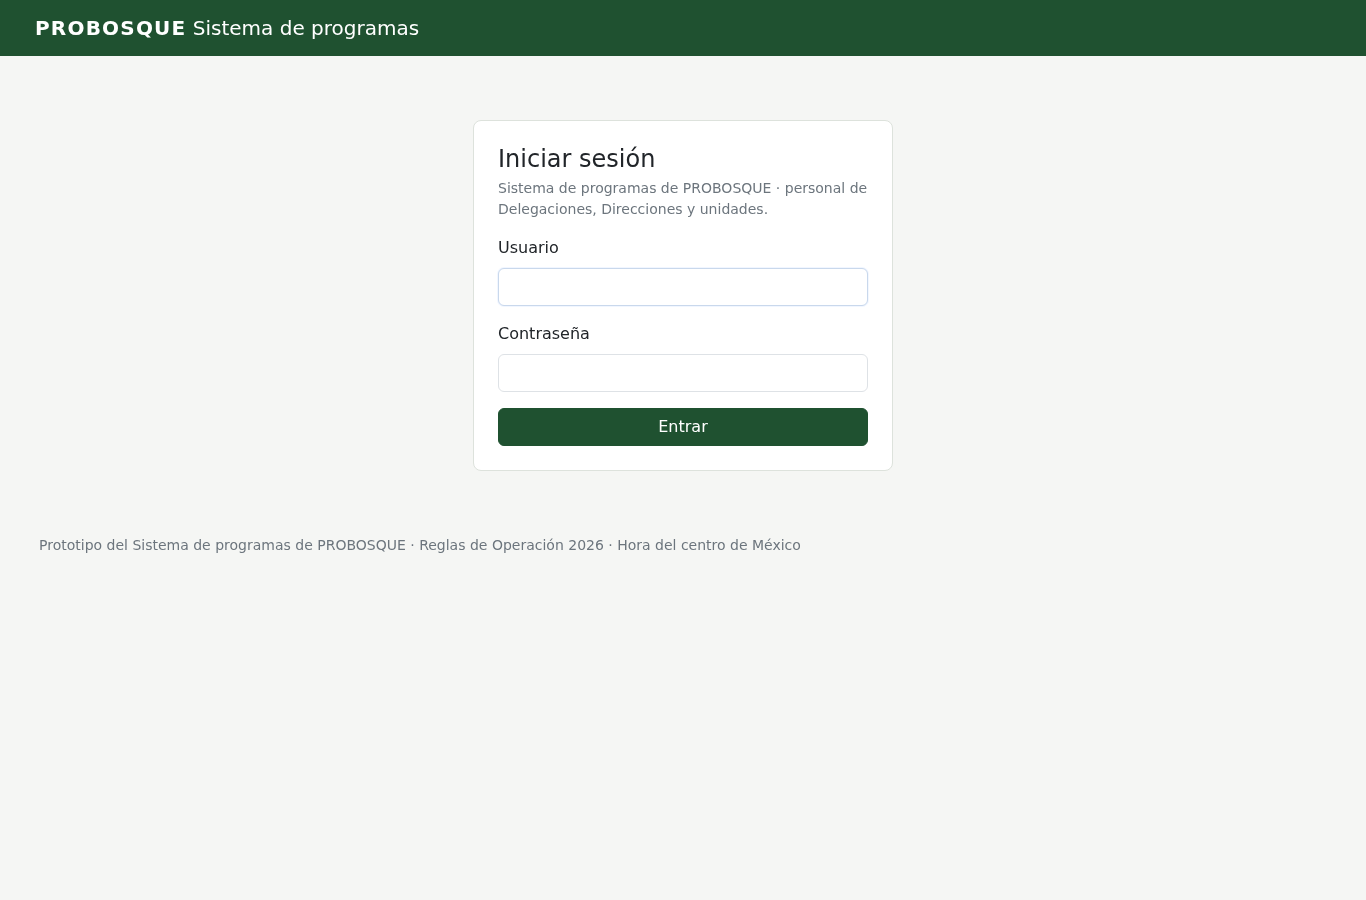 PROBOSQUE Sistema de programas
Iniciar sesión
Sistema de programas de PROBOSQUE · personal de
Delegaciones, Direcciones y unidades.
Usuario
Contraseña
Entrar
Prototipo del Sistema de programas de PROBOSQUE · Reglas de Operación 2026 · Hora del centro de México